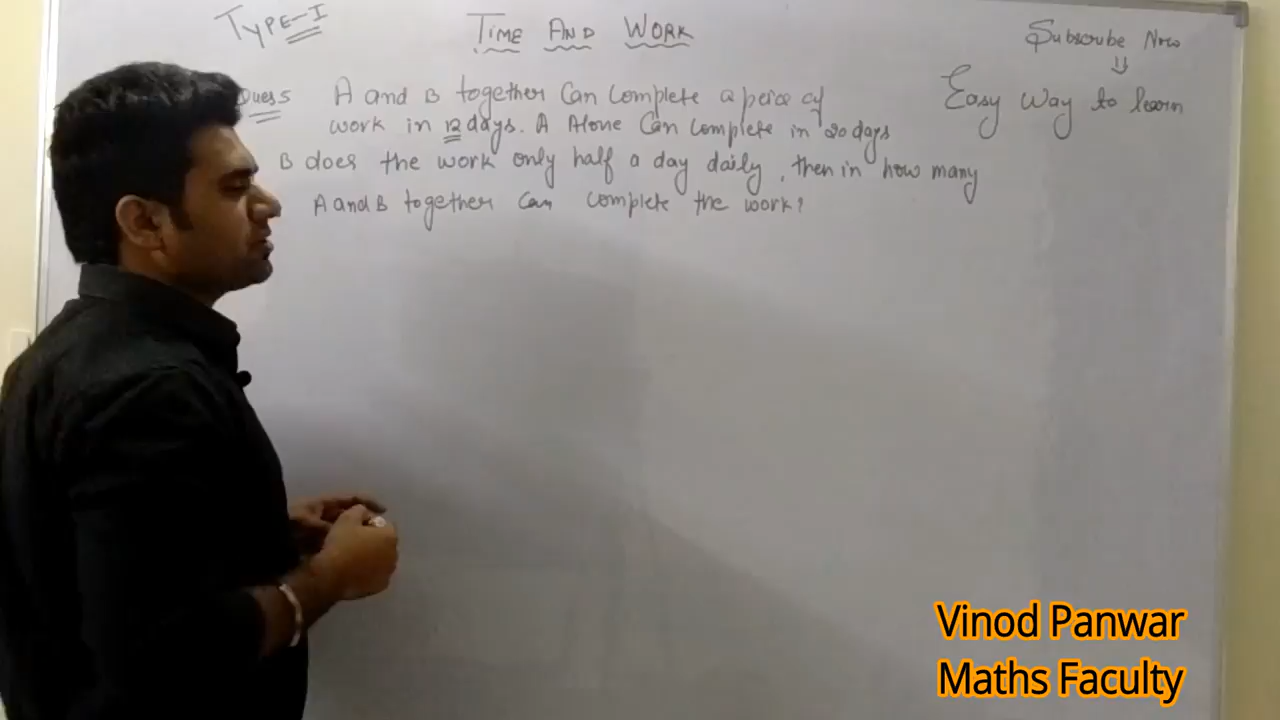 TYPE-I
TIME AND WORK
Subscribe Now
Easy Way to learn
Ques 5 A and B together Can Complete a peice of
work in 12 days. A Alone Can Complete in 20 days
B does the work only half a day daily, then in how many
A and B together can complete the work?
Vinod Panwar
Maths Faculty